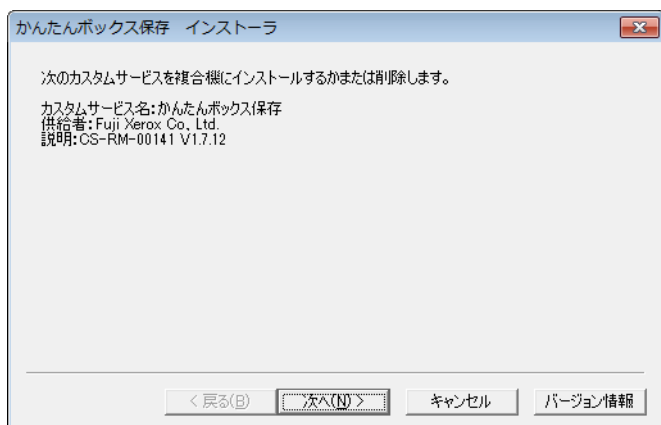 かんたんボックス保存　インストーラ
次のカスタムサービスを複合機にインストールするかまたは削除します。
カスタムサービス名:かんたんボックス保存
供給者:Fuji Xerox Co., Ltd.
説明:CS-RM-00141 V1.7.12
< 戻る(B) 次へ(N) > キャンセル バージョン情報